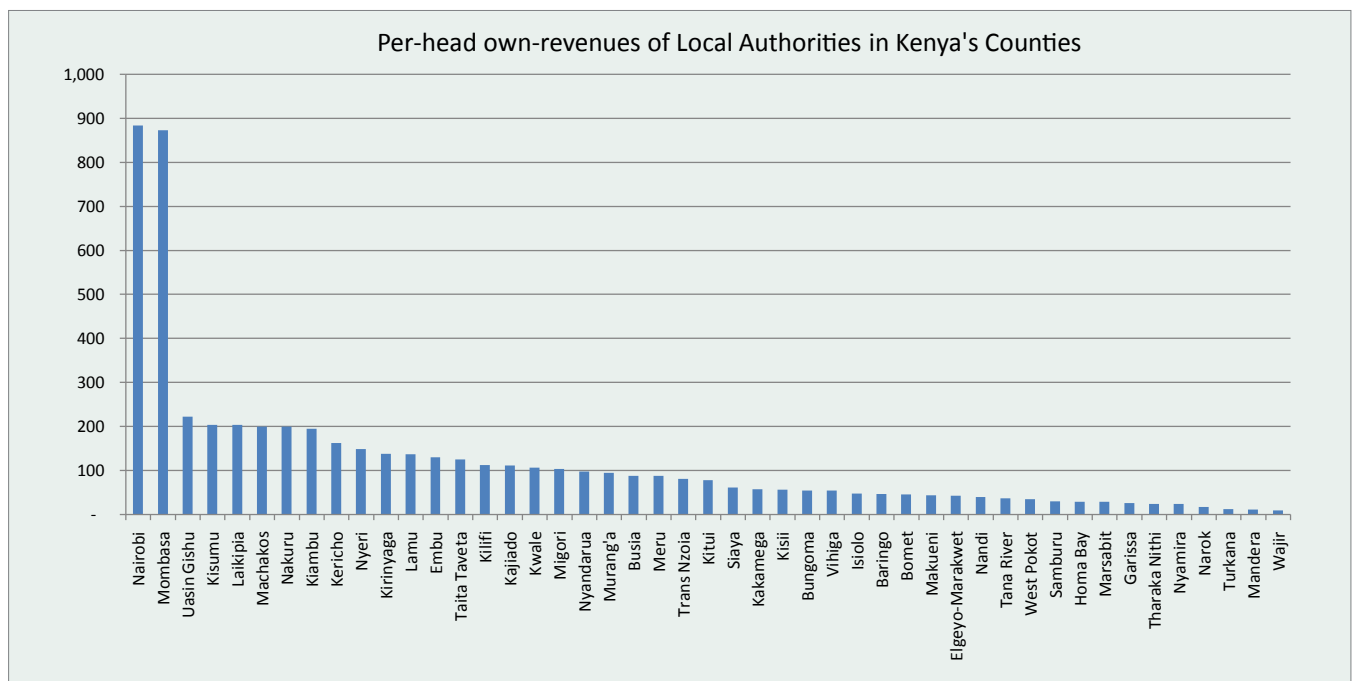 Per-head own-revenues of Local Authorities in Kenya's Counties
1,000
900
800
700
600
500
400
300
200
100
-
Nairobi
Mombasa
Uasin Gishu
Kisumu
Laikipia
Machakos
Nakuru
Kiambu
Kericho
Nyeri
Kirinyaga
Lamu
Embu
Taita Taveta
Kilifi
Kajiado
Kwale
Migori
Nyandarua
Murang'a
Busia
Meru
Trans Nzoia
Kitui
Siaya
Kakamega
Kisii
Bungoma
Vihiga
Isiolo
Baringo
Bomet
Makueni
Elgeyo-Marakwet
Nandi
Tana River
West Pokot
Samburu
Homa Bay
Marsabit
Garissa
Tharaka Nithi
Nyamira
Narok
Turkana
Mandera
Wajir